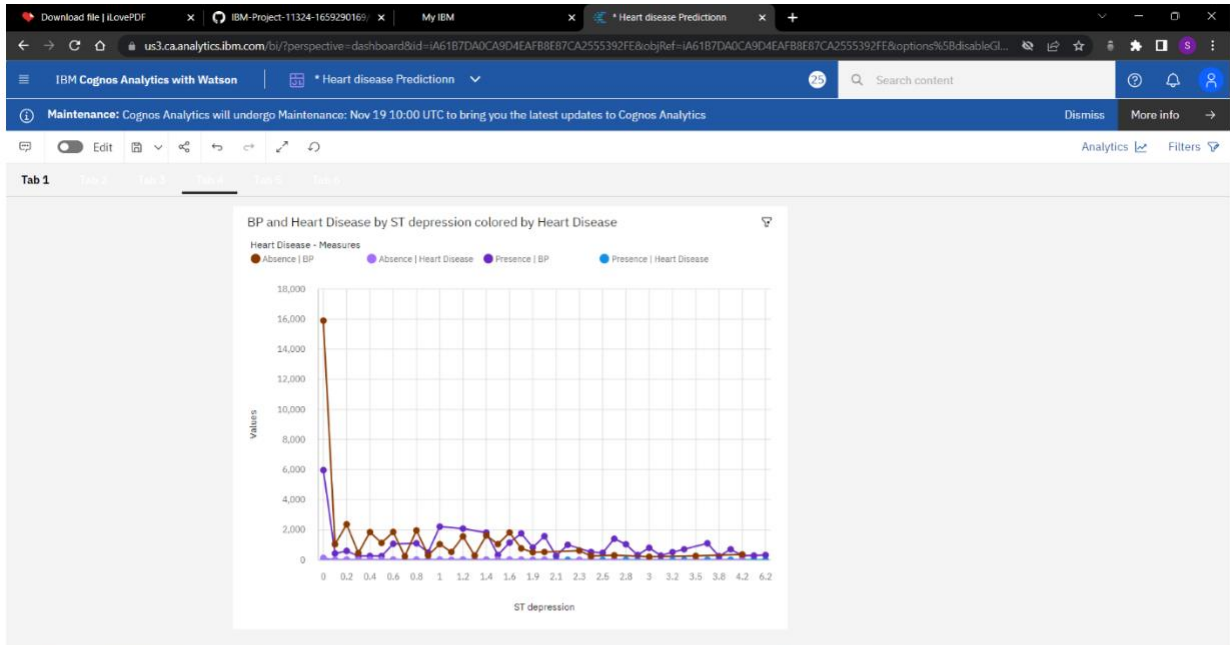 Download file | iLovePDF
IBM-Project-11324-1659290169/
My IBM
* Heart disease Predictionn
us3.ca.analytics.ibm.com/bi/?perspective=dashboard&id=iA61B7DA0CA9D4EAFB8E87CA2555392FE&objRef=iA61B7DA0CA9D4EAFB8E87CA2555392FE&options%5BdisableGl...
S
IBM Cognos Analytics with Watson
* Heart disease Predictionn
25
Search content
Maintenance: Cognos Analytics will undergo Maintenance: Nov 19 10:00 UTC to bring you the latest updates to Cognos Analytics
Dismiss
More info
Edit
Analytics
Filters
Tab 1 Tab 2 Tab 3 Tab 4 Tab 5 Tab 6
BP and Heart Disease by ST depression colored by Heart Disease
Heart Disease - Measures
Absence | BP Absence | Heart Disease Presence | BP Presence | Heart Disease
18,000
16,000
14,000
12,000
10,000
8,000
6,000
4,000
2,000
0
Values
0 0.2 0.4 0.6 0.8 1 1.2 1.4 1.6 1.9 2.1 2.3 2.5 2.8 3 3.2 3.5 3.8 4.2 6.2
ST depression